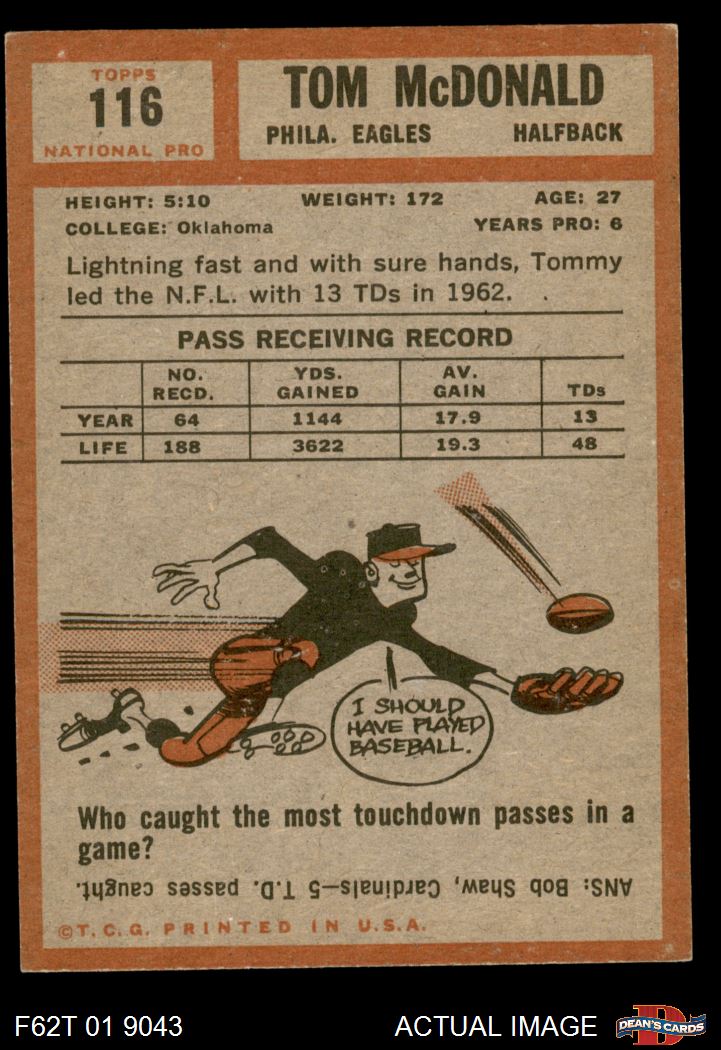 TOPPS
116
NATIONAL PRO
TOM McDONALD
PHILA. EAGLES HALFBACK
HEIGHT: 5:10 WEIGHT: 172 AGE: 27
COLLEGE: Oklahoma YEARS PRO: 6
Lightning fast and with sure hands, Tommy
led the N.F.L. with 13 TDs in 1962.
PASS RECEIVING RECORD
NO. RECD. YDS. GAINED AV. GAIN TDs
YEAR 64 1144 17.9 13
LIFE 188 3622 19.3 48
I SHOULD
HAVE PLAYED
BASEBALL.
Who caught the most touchdown passes in a
game?
ANS: Bob Shaw, Cardinals—5 T.D. passes caught.
©T.C.G. PRINTED IN U.S.A.
F62T 01 9043 ACTUAL IMAGE
D
DEAN'S CARDS